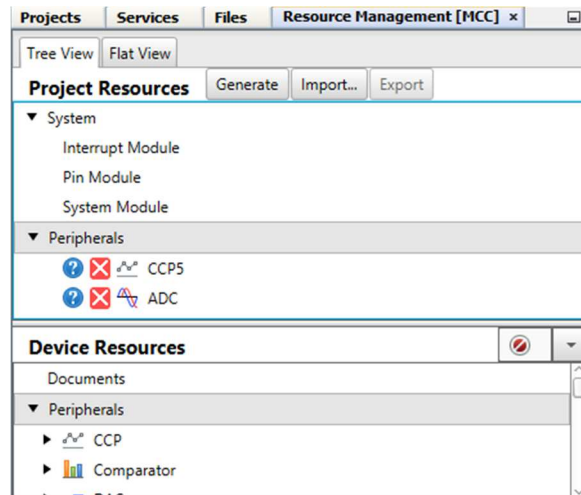 Projects Services Files Resource Management [MCC] ×
Tree View Flat View
Project Resources Generate Import... Export
System
Interrupt Module
Pin Module
System Module
Peripherals
CCP5
ADC
Device Resources
Documents
Peripherals
CCP
Comparator